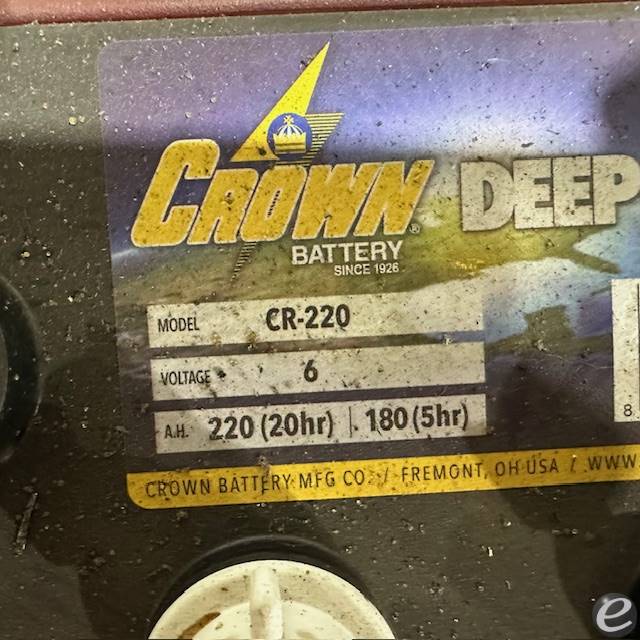 CROWN® DEEP
BATTERY
SINCE 1926
MODEL CR-220
VOLTAGE 6
A.H. 220 (20hr) | 180 (5hr)
8
CROWN BATTERY MFG CO. / FREMONT, OH USA / WWW
e